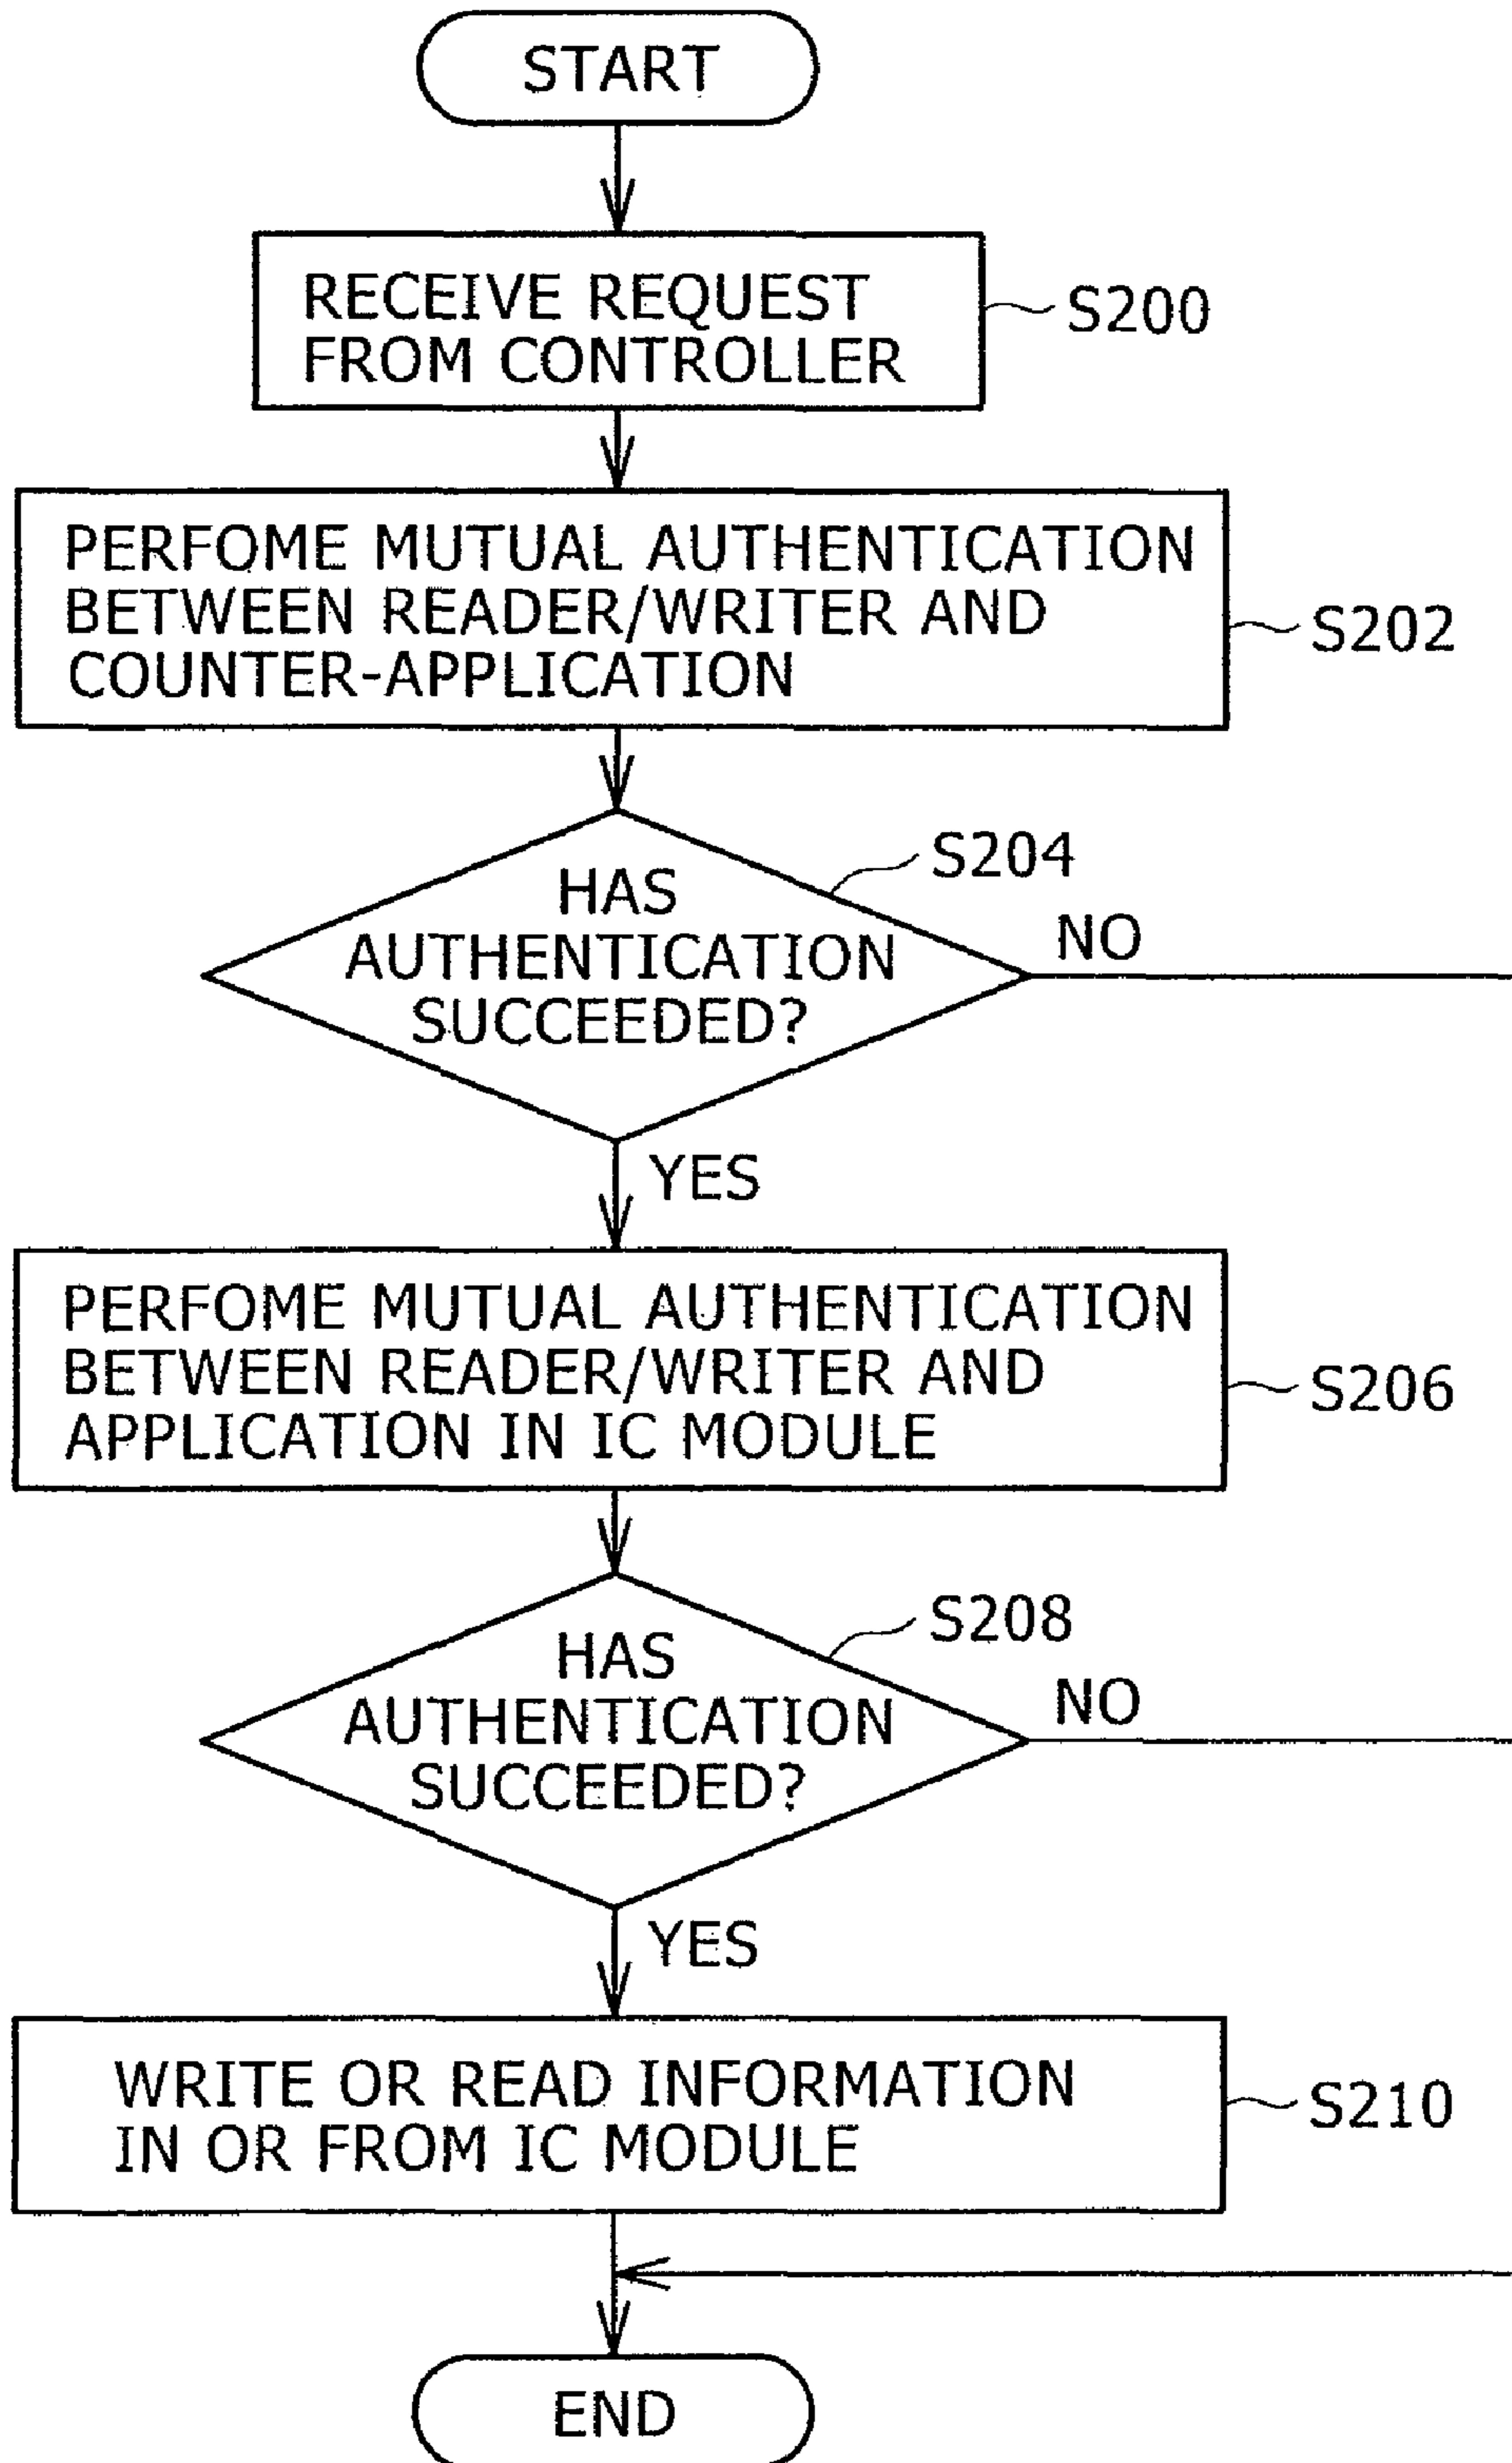 START
RECEIVE REQUEST
FROM CONTROLLER
S200
PERFOME MUTUAL AUTHENTICATION
BETWEEN READER/WRITER AND
COUNTER-APPLICATION
S202
S204
HAS
AUTHENTICATION
SUCCEEDED?
NO
YES
PERFOME MUTUAL AUTHENTICATION
BETWEEN READER/WRITER AND
APPLICATION IN IC MODULE
S206
S208
HAS
AUTHENTICATION
SUCCEEDED?
NO
YES
WRITE OR READ INFORMATION
IN OR FROM IC MODULE
S210
END